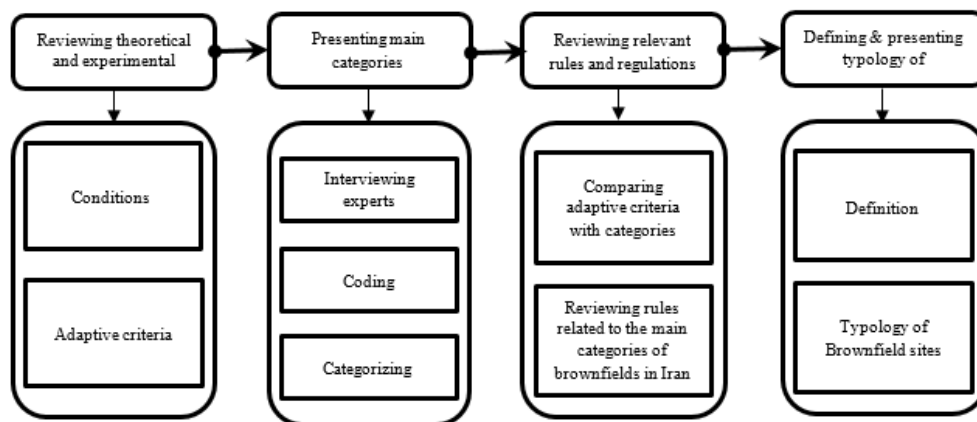 Reviewing theoretical
and experimental
Presenting main
categories
Reviewing relevant
rules and regulations
Defining & presenting
typology of
Conditions
Adaptive criteria
Interviewing
experts
Coding
Categorizing
Comparing
adaptive criteria
with categories
Reviewing rules
related to the main
categories of
brownfields in Iran
Definition
Typology of
Brownfield sites